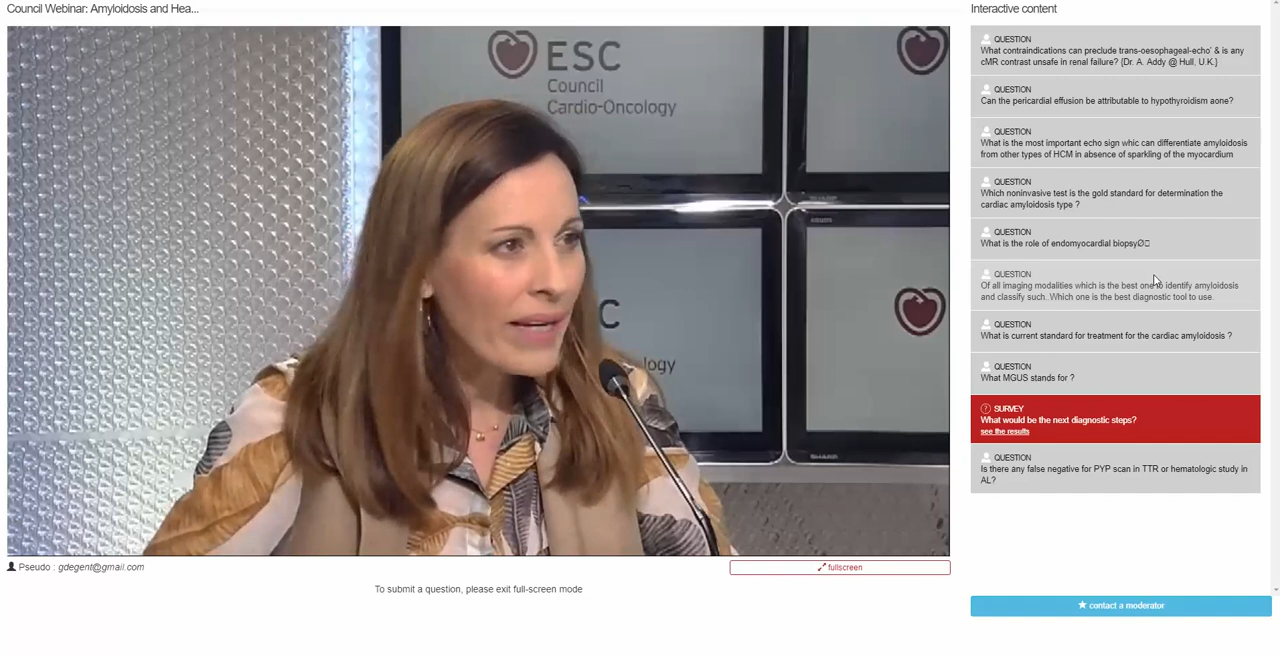 Council Webinar: Amyloidosis and Hea...
ESC
Council
Cardio-Oncology
C
ology
Pseudo : gdegent@gmail.com
fullscreen
To submit a question, please exit full-screen mode
Interactive content
QUESTION
What contraindications can preclude trans-oesophageal-echo' & is any
cMR contrast unsafe in renal failure? {Dr. A. Addy @ Hull, U.K.}
QUESTION
Can the pericardial effusion be attributable to hypothyroidism aone?
QUESTION
What is the most important echo sign whic can differentiate amyloidosis
from other types of HCM in absence of sparkling of the myocardium
QUESTION
Which noninvasive test is the gold standard for determination the
cardiac amyloidosis type ?
QUESTION
What is the role of endomyocardial biopsyØ
QUESTION
Of all imaging modalities which is the best one to identify amyloidosis
and classify such..Which one is the best diagnostic tool to use.
QUESTION
What is current standard for treatment for the cardiac amyloidosis ?
QUESTION
What MGUS stands for ?
SURVEY
What would be the next diagnostic steps?
see the results
QUESTION
Is there any false negative for PYP scan in TTR or hematologic study in
AL?
contact a moderator